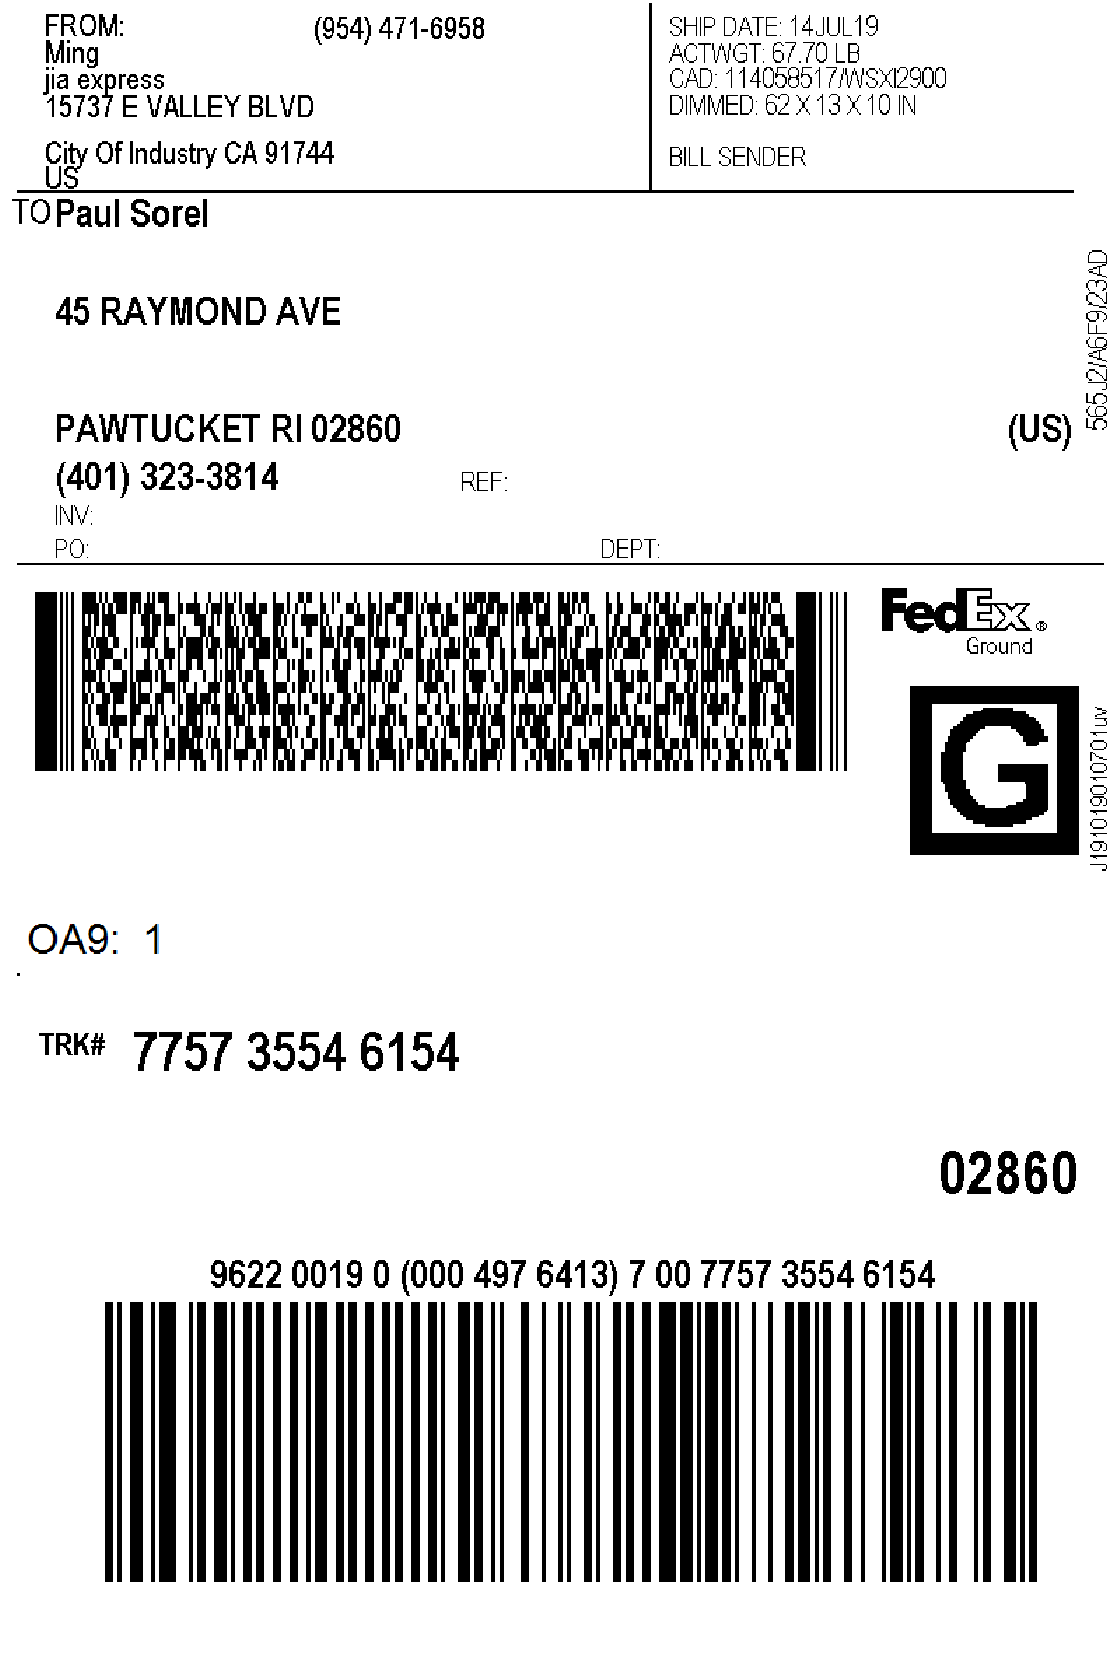 FROM: (954) 471-6958
Ming
jia express
15737 E VALLEY BLVD
City Of Industry CA 91744
US
SHIP DATE: 14JUL19
ACTWGT: 67.70 LB
CAD: 114058517/WSXI2900
DIMMED: 62 X 13 X 10 IN
BILL SENDER
TO Paul Sorel
45 RAYMOND AVE
PAWTUCKET RI 02860 (US)
(401) 323-3814 REF:
INV:
PO: DEPT:
565J2/A6F9/23AD
FedEx®
Ground
G
J191019010701uv
OA9: 1
.
TRK# 7757 3554 6154
02860
9622 0019 0 (000 497 6413) 7 00 7757 3554 6154